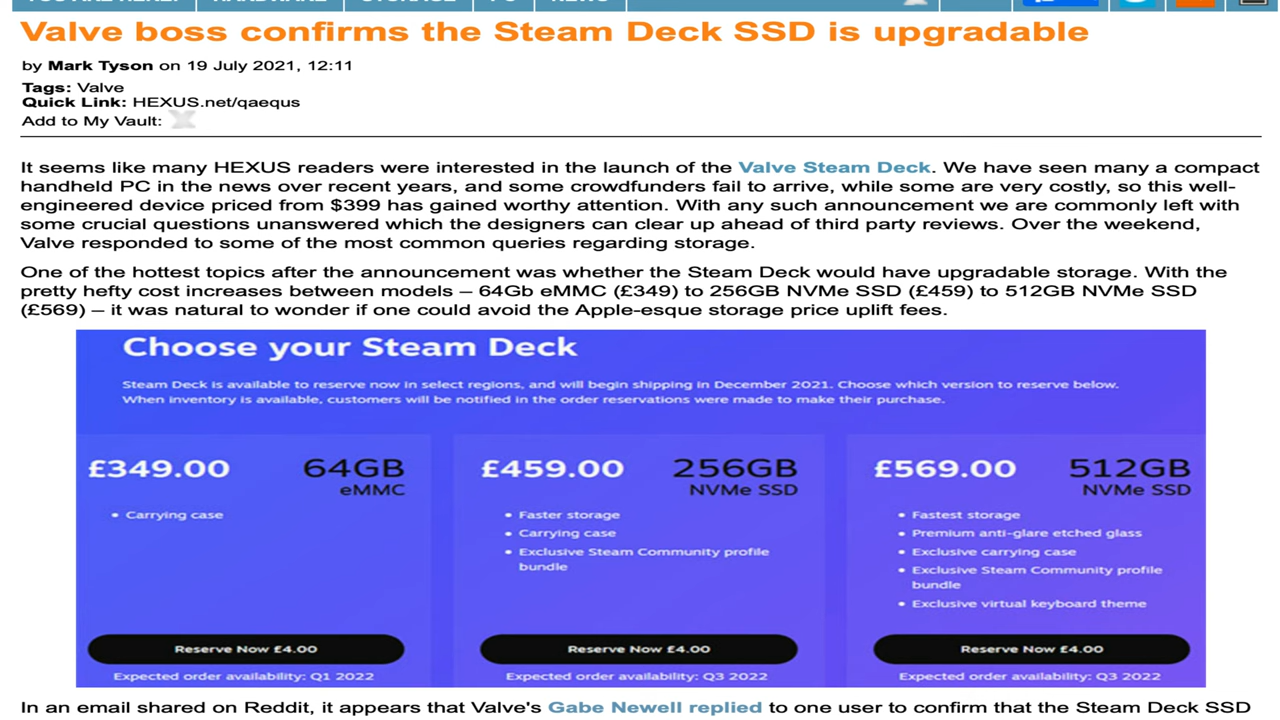 Valve boss confirms the Steam Deck SSD is upgradable
by Mark Tyson on 19 July 2021, 12:11
Tags: Valve
Quick Link: HEXUS.net/qaequs
Add to My Vault:
It seems like many HEXUS readers were interested in the launch of the Valve Steam Deck. We have seen many a compact
handheld PC in the news over recent years, and some crowdfunders fail to arrive, while some are very costly, so this well-
engineered device priced from $399 has gained worthy attention. With any such announcement we are commonly left with
some crucial questions unanswered which the designers can clear up ahead of third party reviews. Over the weekend,
Valve responded to some of the most common queries regarding storage.
One of the hottest topics after the announcement was whether the Steam Deck would have upgradable storage. With the
pretty hefty cost increases between models – 64Gb eMMC (£349) to 256GB NVMe SSD (£459) to 512GB NVMe SSD
(£569) – it was natural to wonder if one could avoid the Apple-esque storage price uplift fees.
Choose your Steam Deck
Steam Deck is available to reserve now in select regions, and will begin shipping in December 2021. Choose which version to reserve below.
When inventory is available, customers will be notified in the order reservations were made to make their purchase.
£349.00 64GB
eMMC
• Carrying case
Reserve Now £4.00
Expected order availability: Q1 2022
£459.00 256GB
NVMe SSD
• Faster storage
• Carrying case
• Exclusive Steam Community profile
bundle
Reserve Now £4.00
Expected order availability: Q3 2022
£569.00 512GB
NVMe SSD
• Fastest storage
• Premium anti-glare etched glass
• Exclusive carrying case
• Exclusive Steam Community profile
bundle
• Exclusive virtual keyboard theme
Reserve Now £4.00
Expected order availability: Q3 2022
In an email shared on Reddit, it appears that Valve's Gabe Newell replied to one user to confirm that the Steam Deck SSD